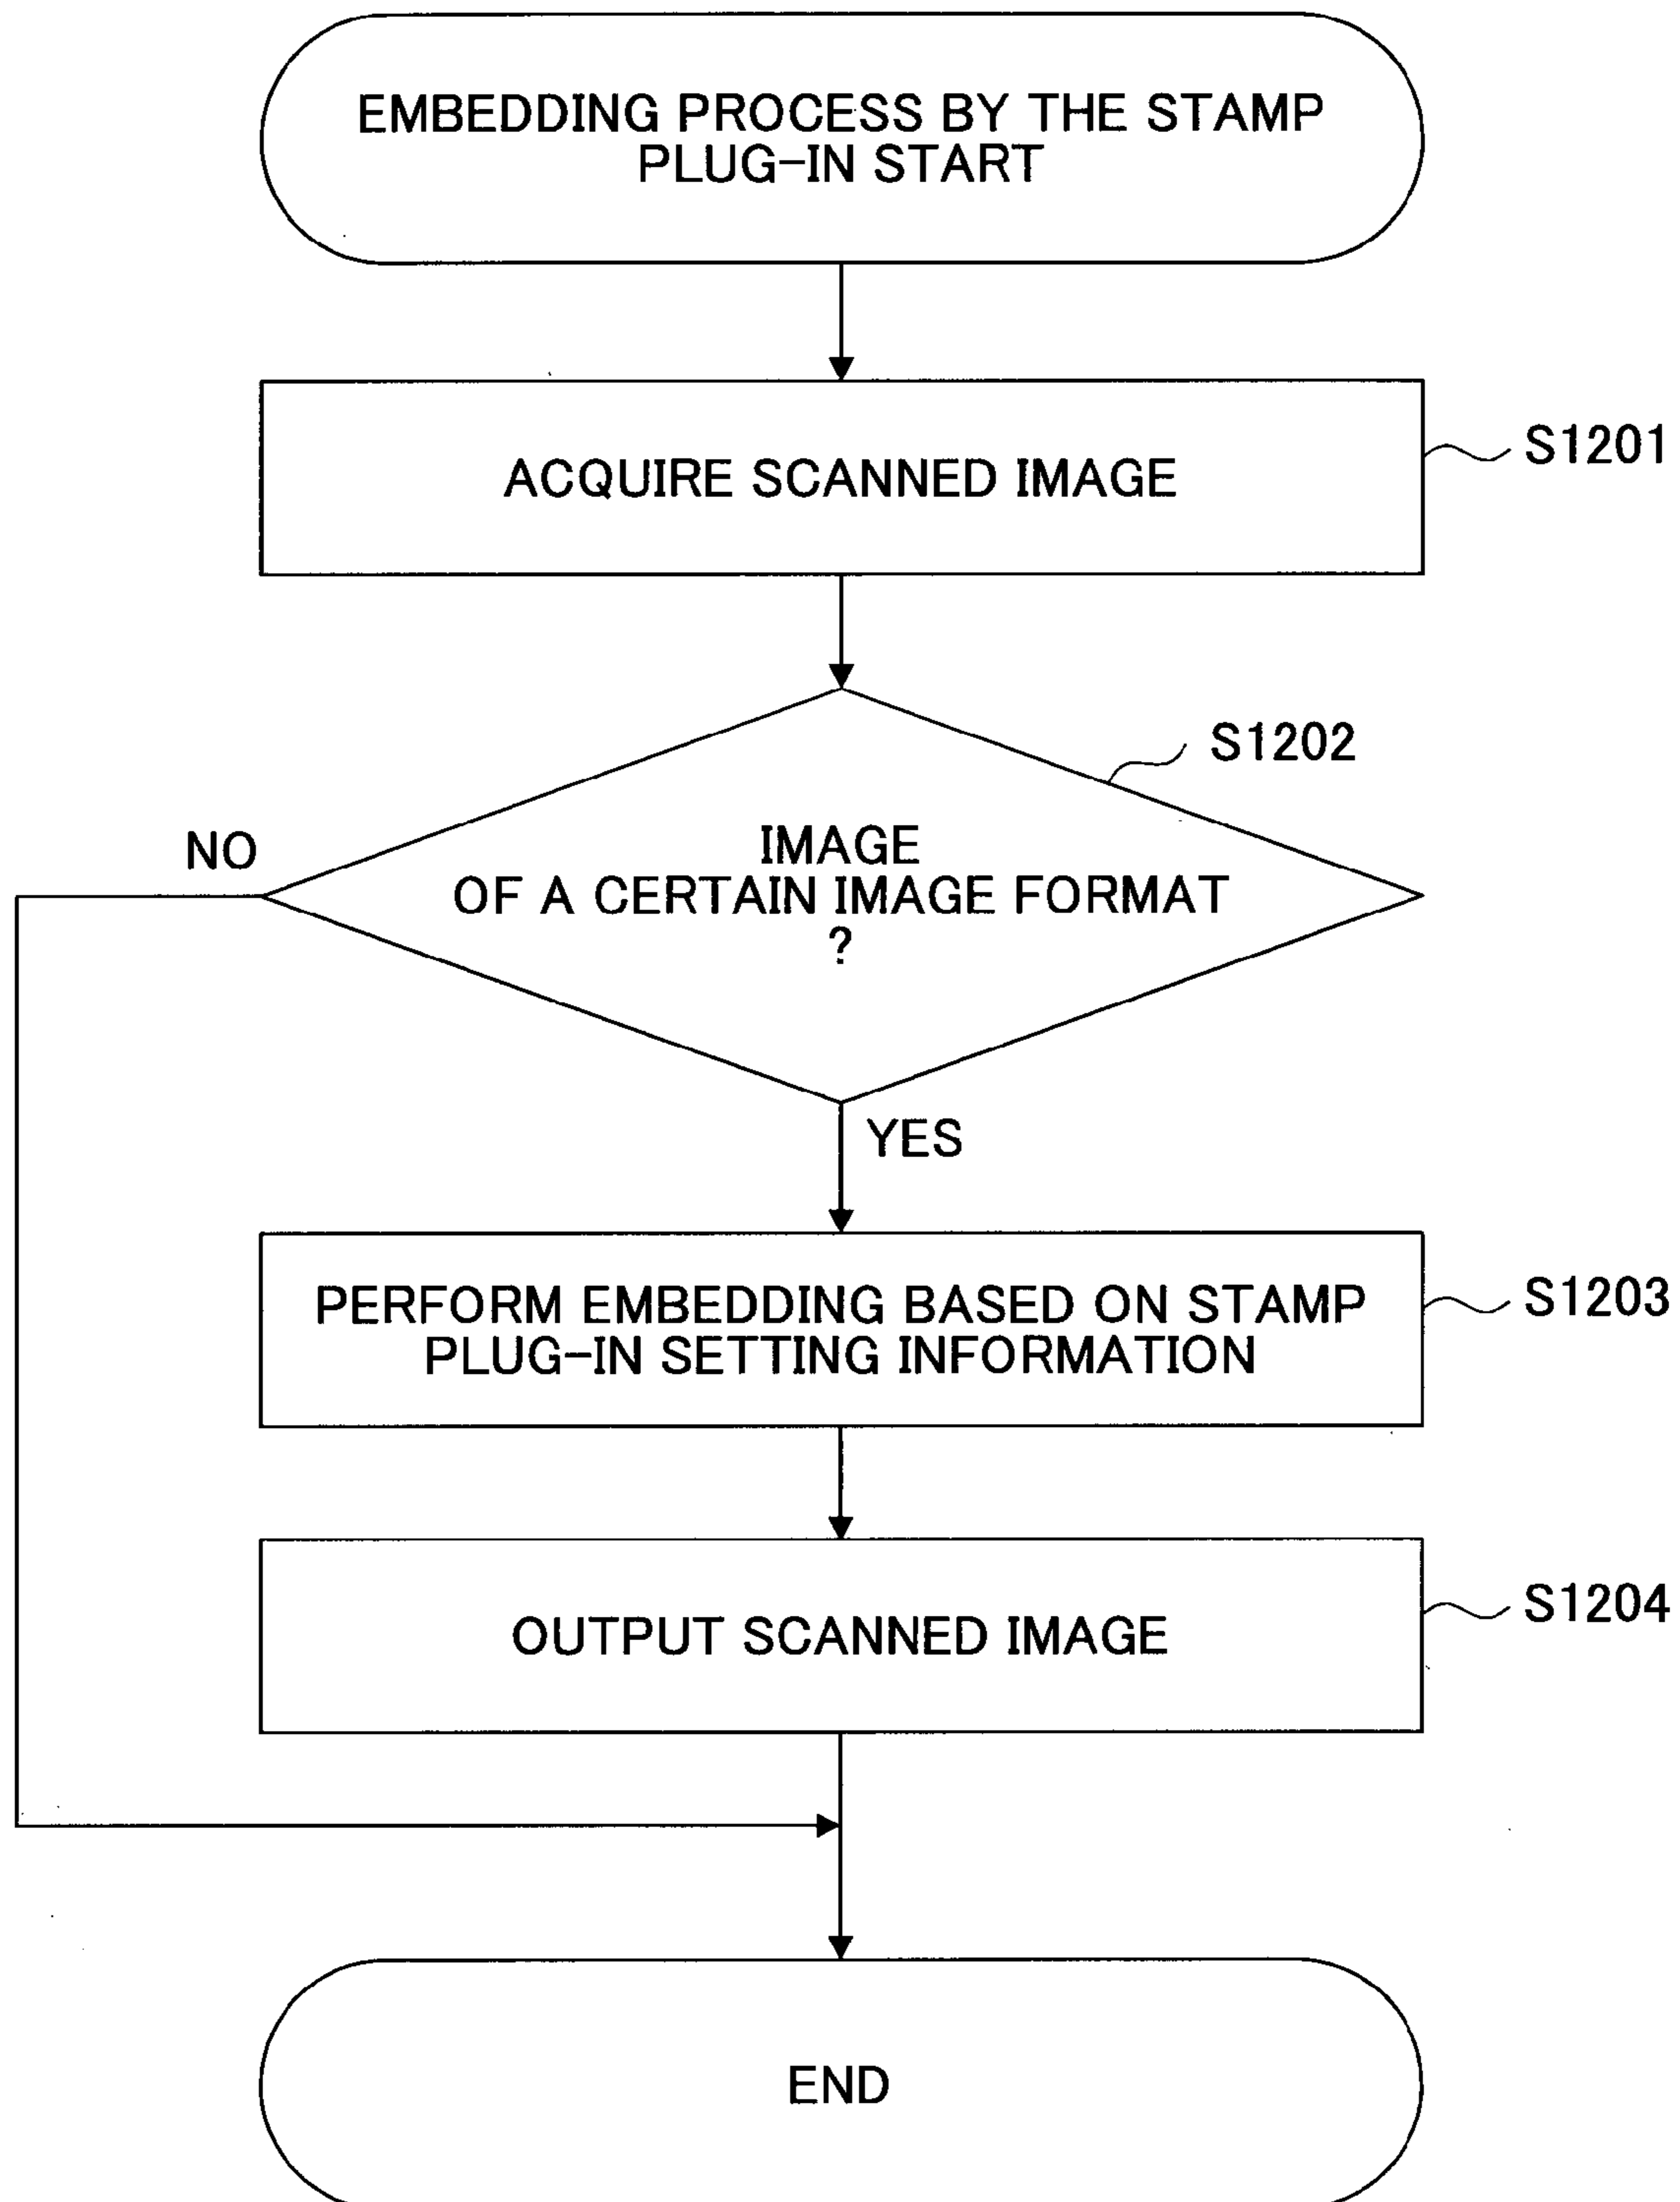 EMBEDDING PROCESS BY THE STAMP
PLUG-IN START
ACQUIRE SCANNED IMAGE
S1201
S1202
IMAGE
OF A CERTAIN IMAGE FORMAT
?
NO
YES
PERFORM EMBEDDING BASED ON STAMP
PLUG-IN SETTING INFORMATION
S1203
OUTPUT SCANNED IMAGE
S1204
END